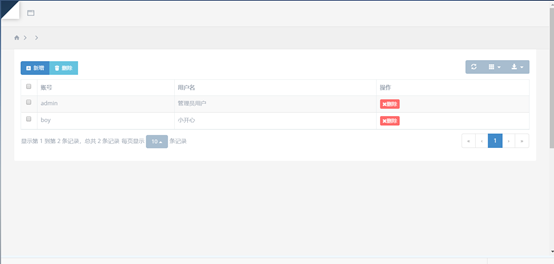 新增 删除
账号 用户名 操作
admin 管理员用户 删除
boy 小开心 删除
显示第 1 到第 2 条记录，总共 2 条记录 每页显示 10 条记录
« ‹ 1 › »